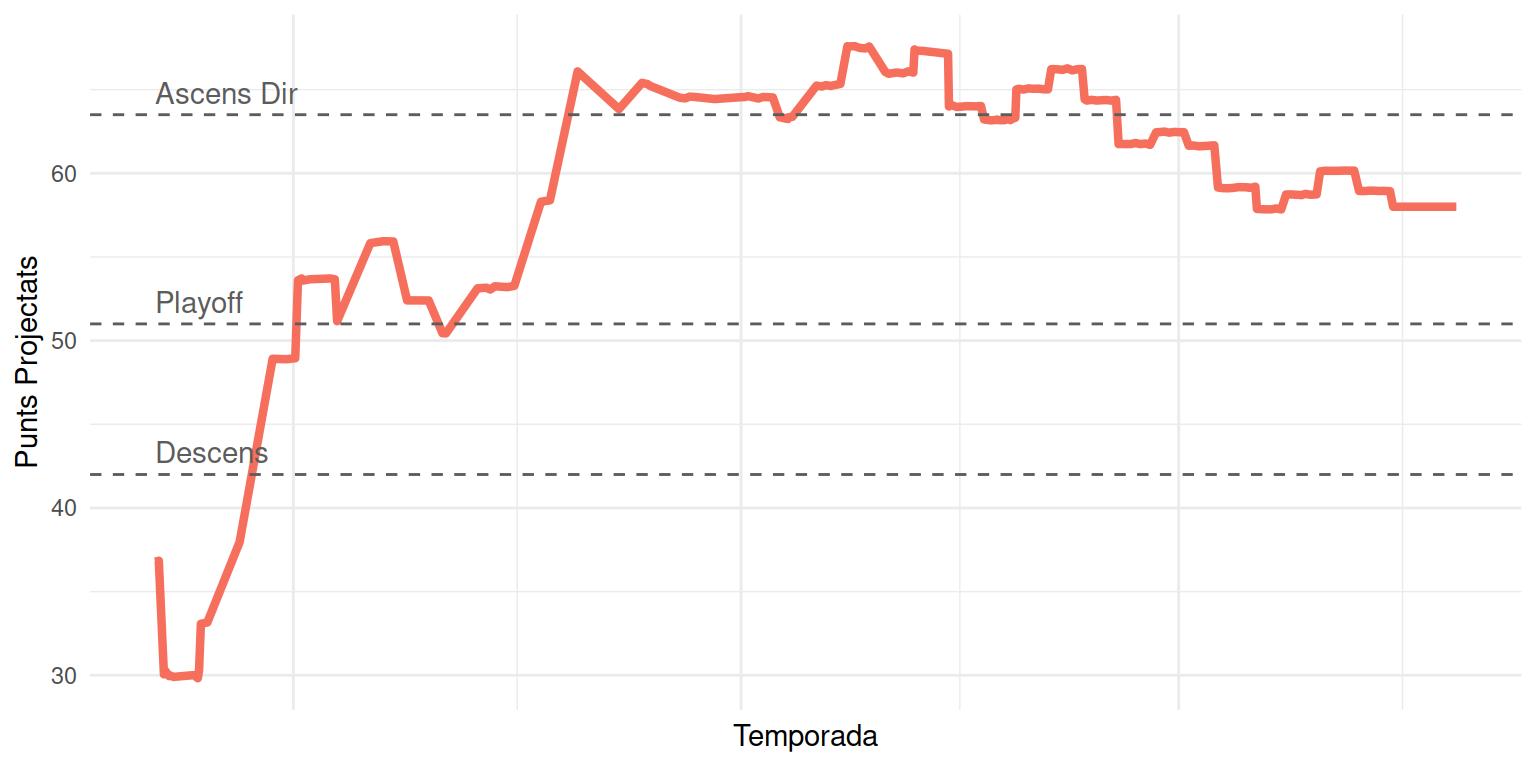 Ascens Dir
60
Playoff
50
Descens
40
30
Punts Projectats
Temporada